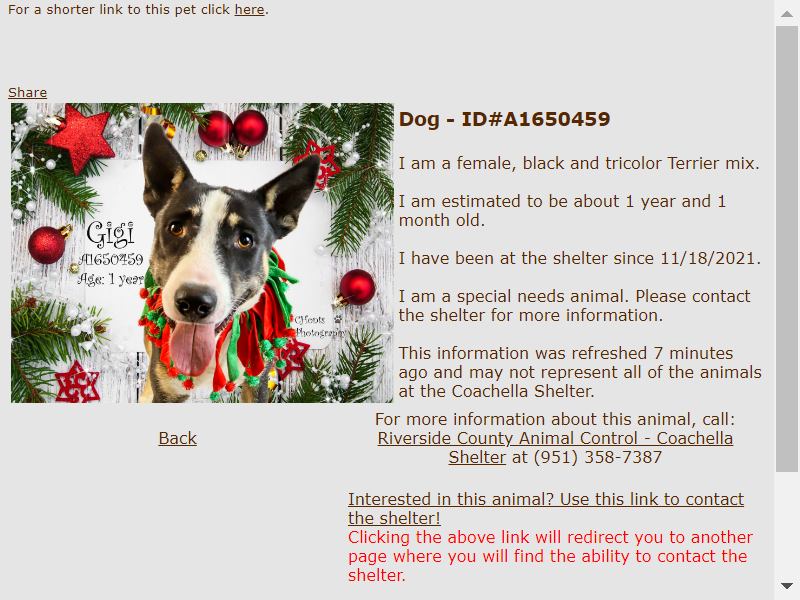 For a shorter link to this pet click here.
Share
Gigi
A1650459
Age: 1 year
CHents
Photography
Dog - ID#A1650459
I am a female, black and tricolor Terrier mix.
I am estimated to be about 1 year and 1
month old.
I have been at the shelter since 11/18/2021.
I am a special needs animal. Please contact
the shelter for more information.
This information was refreshed 7 minutes
ago and may not represent all of the animals
at the Coachella Shelter.
Back
For more information about this animal, call:
Riverside County Animal Control - Coachella
Shelter at (951) 358-7387
Interested in this animal? Use this link to contact
the shelter!
Clicking the above link will redirect you to another
page where you will find the ability to contact the
shelter.